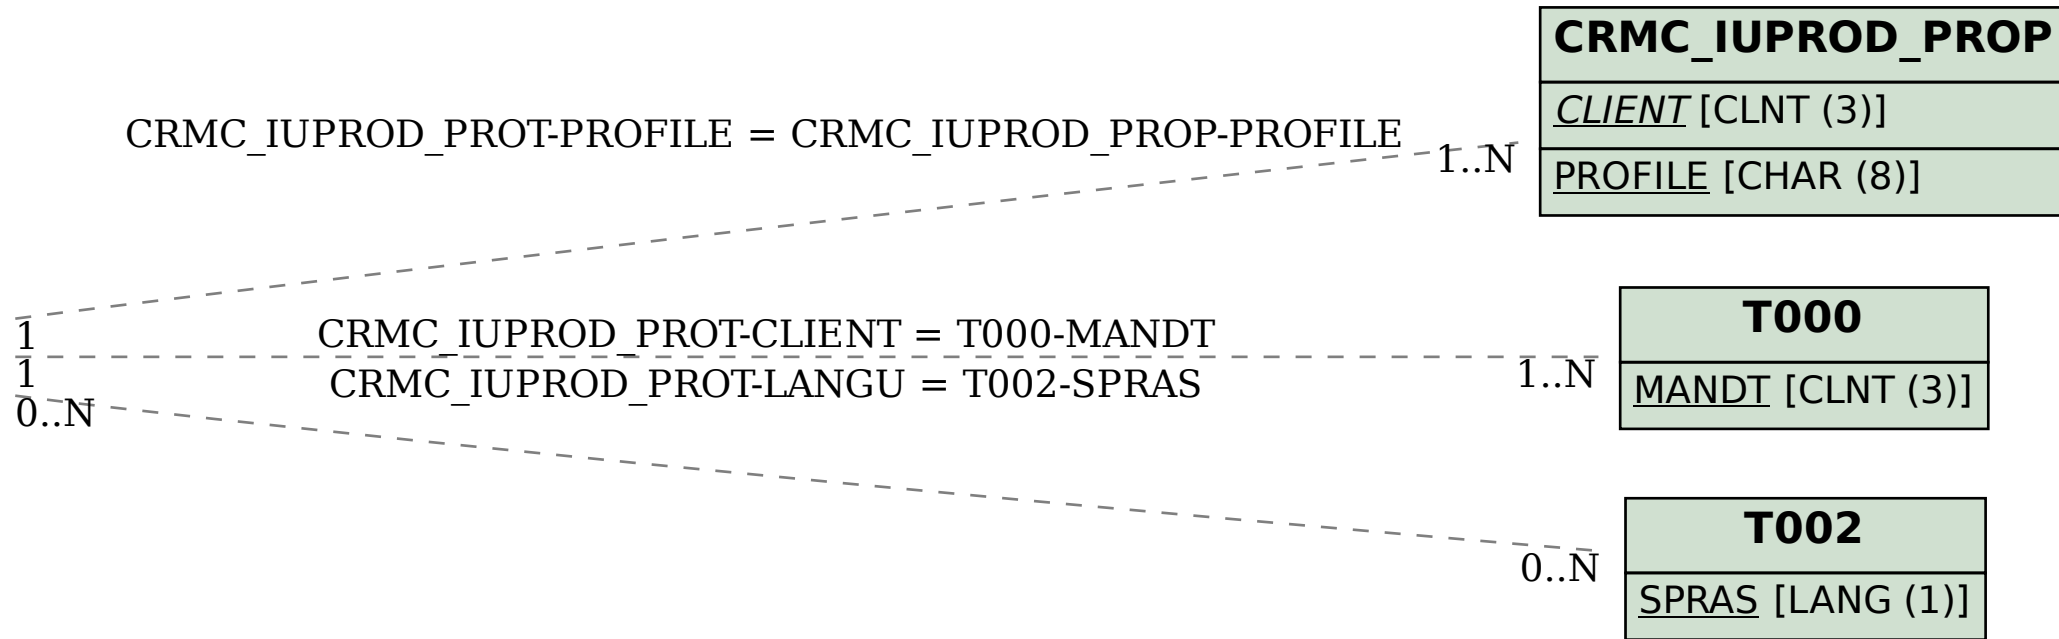 CRMC_IUPROD_PROP
CLIENT [CLNT (3)]
PROFILE [CHAR (8)]
CRMC_IUPROD_PROT-PROFILE = CRMC_IUPROD_PROP-PROFILE
1..N
1
CRMC_IUPROD_PROT-CLIENT = T000-MANDT
T000
MANDT [CLNT (3)]
1..N
1
CRMC_IUPROD_PROT-LANGU = T002-SPRAS
0..N
T002
SPRAS [LANG (1)]
0..N